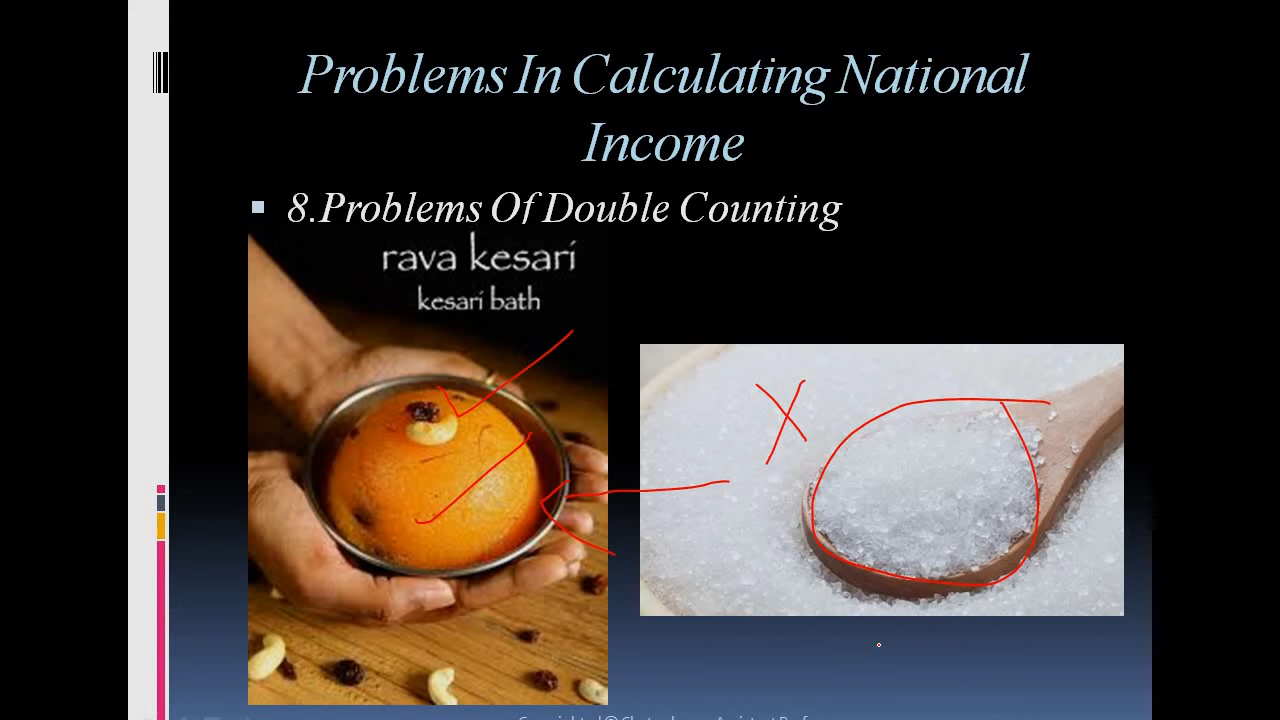 Problems In Calculating National
Income
8.Problems Of Double Counting
rava kesari
kesari bath